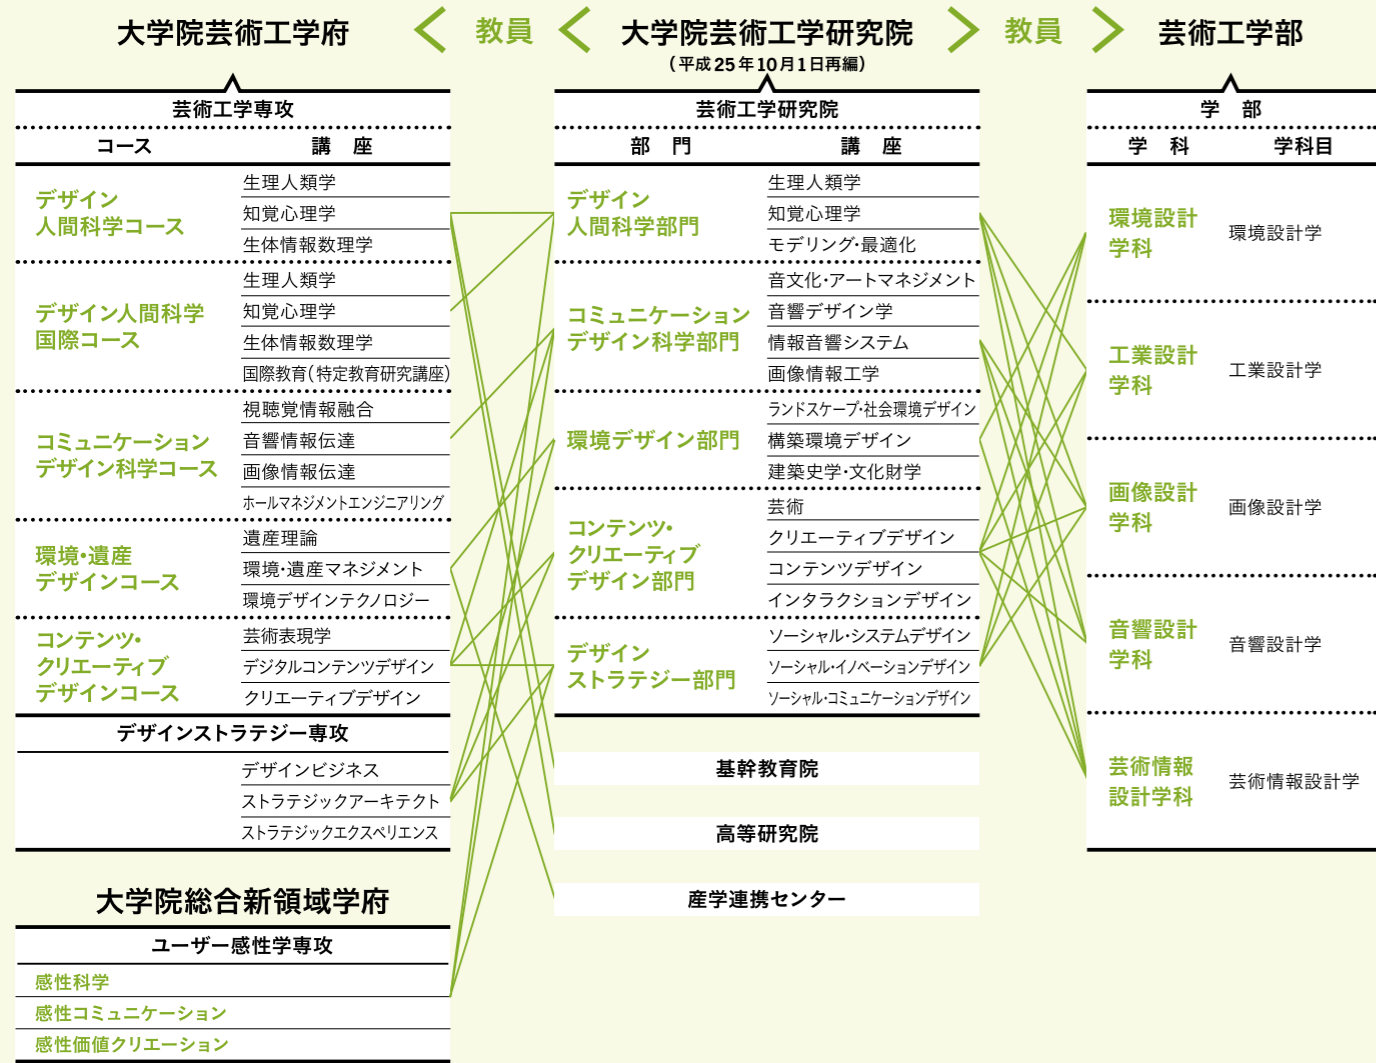 大学院芸術工学府
教員
大学院芸術工学研究院
(平成25年10月1日再編)
教員
芸術工学部
芸術工学専攻
コース 講 座
デザイン
人間科学コース
生理人類学
知覚心理学
生体情報数理学
デザイン人間科学
国際コース
生理人類学
知覚心理学
生体情報数理学
国際教育(特定教育研究講座)
コミュニケーション
デザイン科学コース
視聴覚情報融合
音響情報伝達
画像情報伝達
ホールマネジメントエンジニアリング
環境・遺産
デザインコース
遺産理論
環境・遺産マネジメント
環境デザインテクノロジー
コンテンツ・
クリエーティブ
デザインコース
芸術表現学
デジタルコンテンツデザイン
クリエーティブデザイン
デザインストラテジー専攻
デザインビジネス
ストラテジックアーキテクト
ストラテジックエクスペリエンス
大学院総合新領域学府
ユーザー感性学専攻
感性科学
感性コミュニケーション
感性価値クリエーション
芸術工学研究院
部 門 講 座
デザイン
人間科学部門
生理人類学
知覚心理学
モデリング・最適化
コミュニケーション
デザイン科学部門
音文化・アートマネジメント
音響デザイン学
情報音響システム
画像情報工学
環境デザイン部門
ランドスケープ・社会環境デザイン
構築環境デザイン
建築史学・文化財学
コンテンツ・
クリエーティブ
デザイン部門
芸術
クリエーティブデザイン
コンテンツデザイン
インタラクションデザイン
デザイン
ストラテジー部門
ソーシャル・システムデザイン
ソーシャル・イノベーションデザイン
ソーシャル・コミュニケーションデザイン
基幹教育院
高等研究院
産学連携センター
学 部
学 科 学科目
環境設計
学科
環境設計学
工業設計
学科
工業設計学
画像設計
学科
画像設計学
音響設計
学科
音響設計学
芸術情報
設計学科
芸術情報設計学